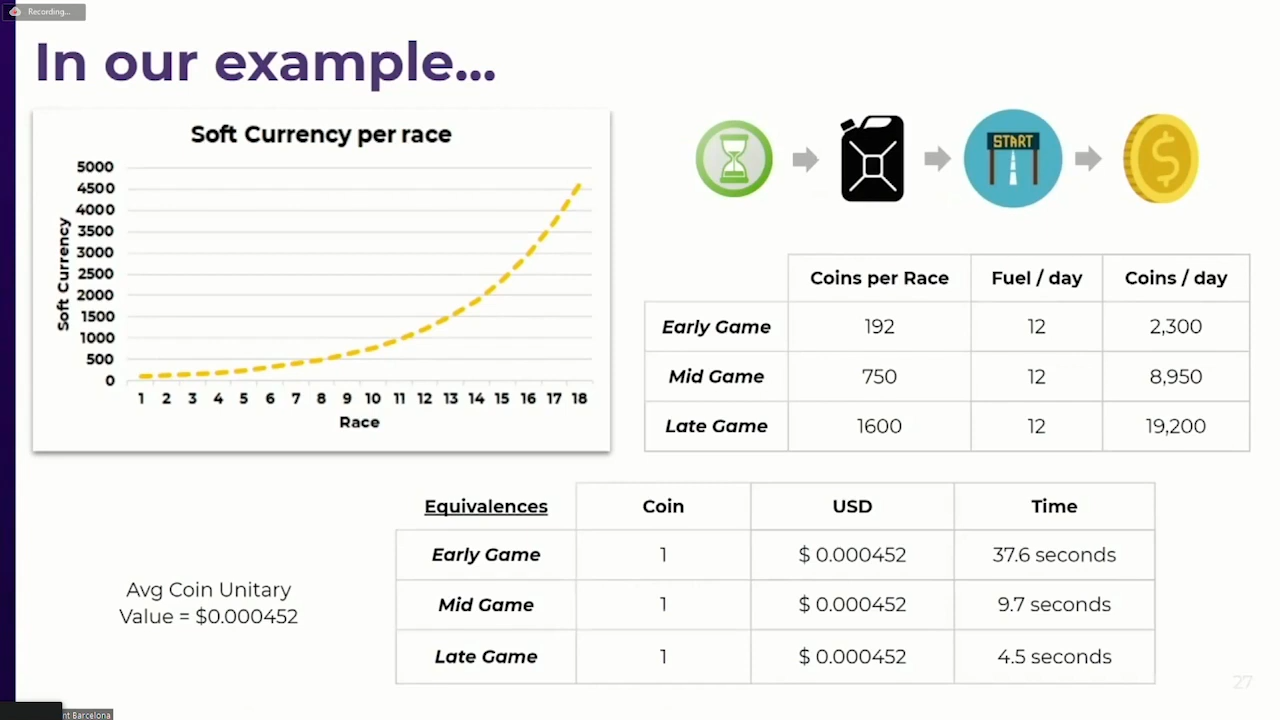 Recording...
In our example...
Soft Currency per race
5000
4500
4000
3500
3000
2500
2000
1500
1000
500
0
Soft Currency
1 2 3 4 5 6 7 8 9 10 11 12 13 14 15 16 17 18
Race
START
$
Coins per Race Fuel / day Coins / day
Early Game 192 12 2,300
Mid Game 750 12 8,950
Late Game 1600 12 19,200
Equivalences Coin USD Time
Early Game 1 $ 0.000452 37.6 seconds
Mid Game 1 $ 0.000452 9.7 seconds
Late Game 1 $ 0.000452 4.5 seconds
Avg Coin Unitary
Value = $0.000452
27
Barcelona